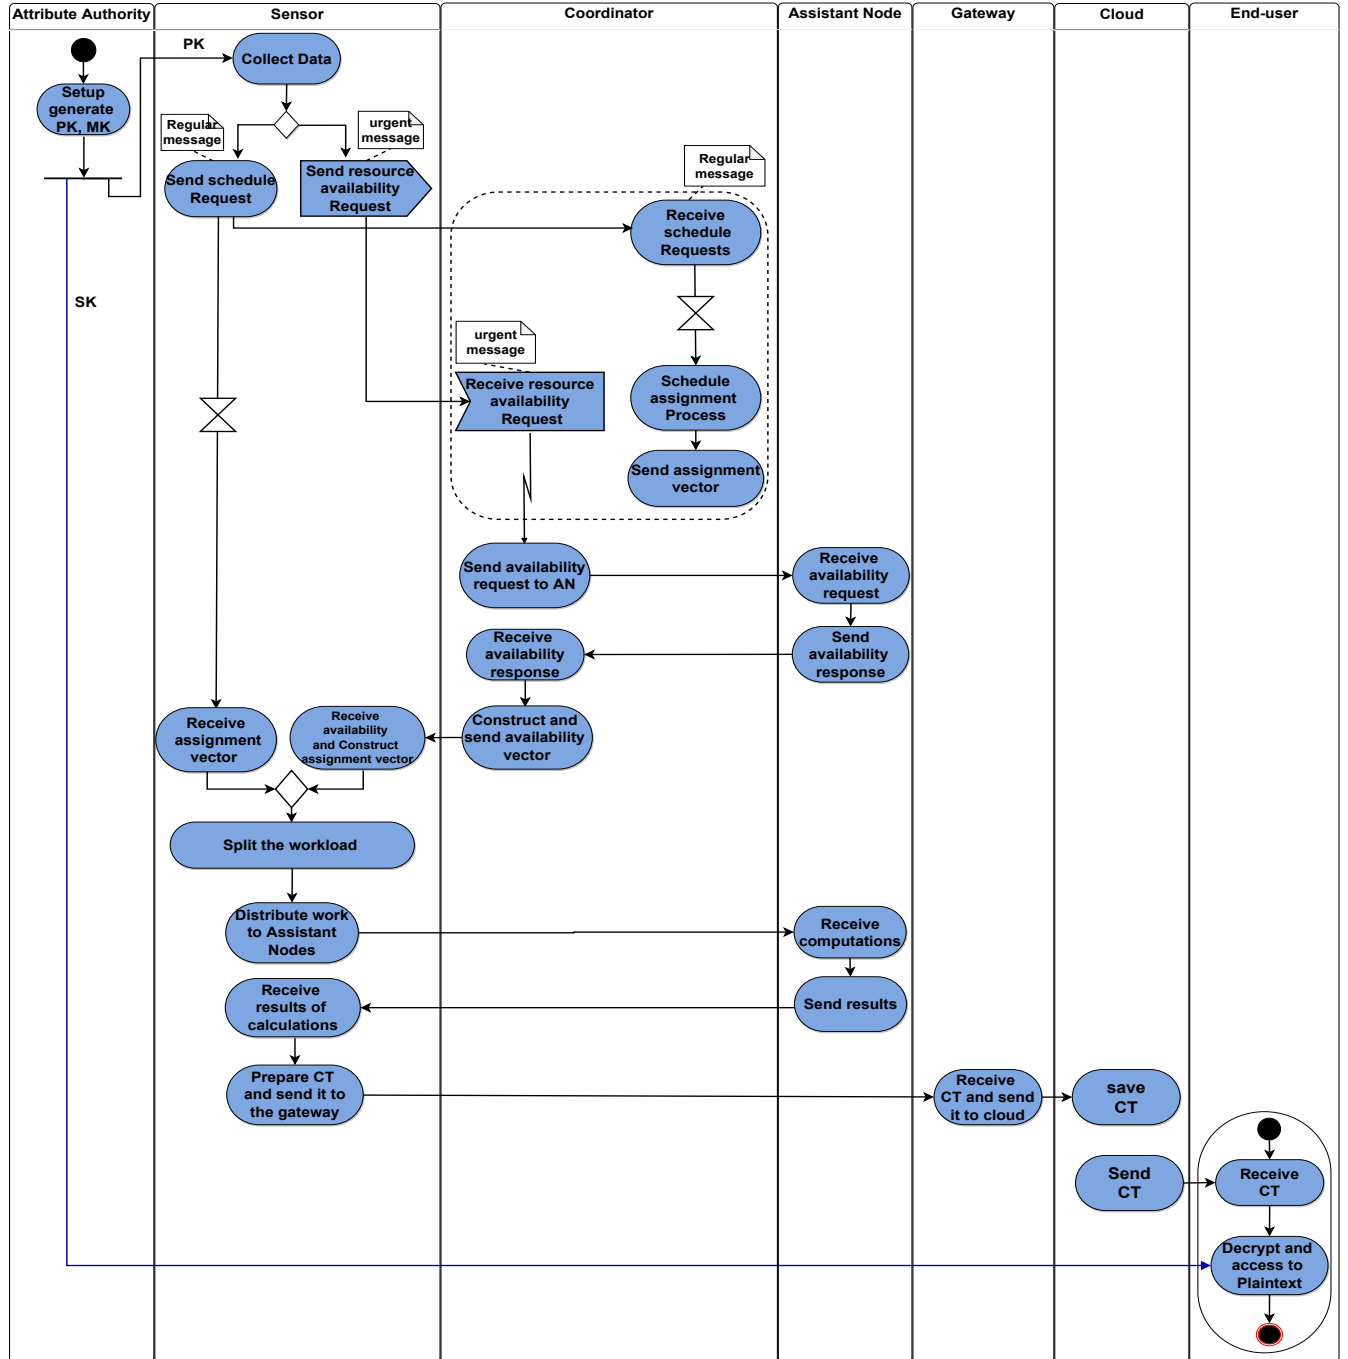 Attribute Authority
Sensor
Coordinator
Assistant Node
Gateway
Cloud
End-user
PK
Collect Data
Setup
generate
PK, MK
Regular
message
urgent
message
Send schedule
Request
Send resource
availability
Request
Regular
message
Receive
schedule
Requests
SK
urgent
message
Receive resource
availability
Request
Schedule
assignment
Process
Send assignment
vector
Send availability
request to AN
Receive
availability
request
Receive
availability
response
Send
availability
response
Receive
assignment
vector
Receive
availability
and Construct
assignment vector
Construct and
send availability
vector
Split the workload
Distribute work
to Assistant
Nodes
Receive
computations
Receive
results of
calculations
Send results
Prepare CT
and send it to
the gateway
Receive
CT and send
it to cloud
save
CT
Send
CT
Receive
CT
Decrypt and
access to
Plaintext